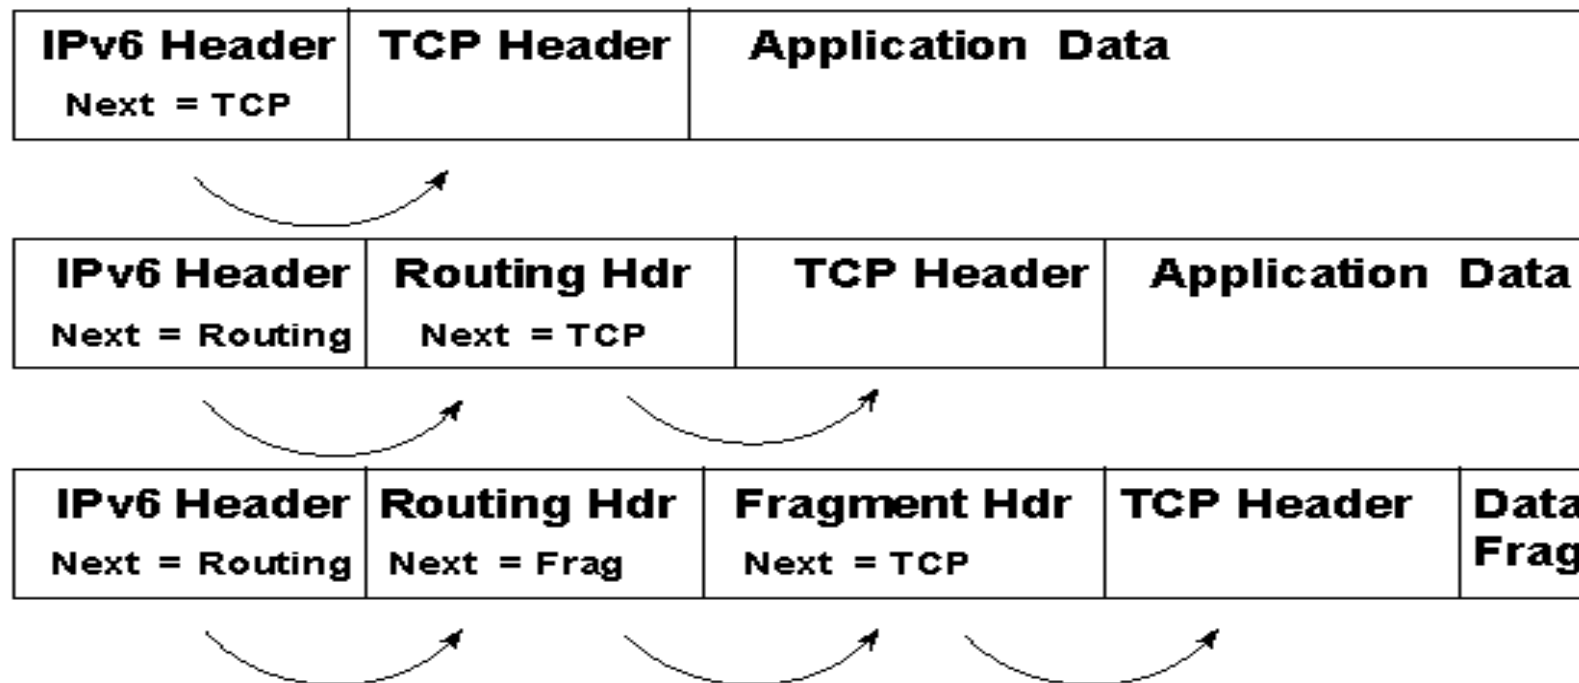 IPv6 Header TCP Header Application Data
Next = TCP
IPv6 Header Routing Hdr TCP Header Application Data
Next = Routing Next = TCP
IPv6 Header Routing Hdr Fragment Hdr TCP Header Data
Frag
Next = Routing Next = Frag Next = TCP